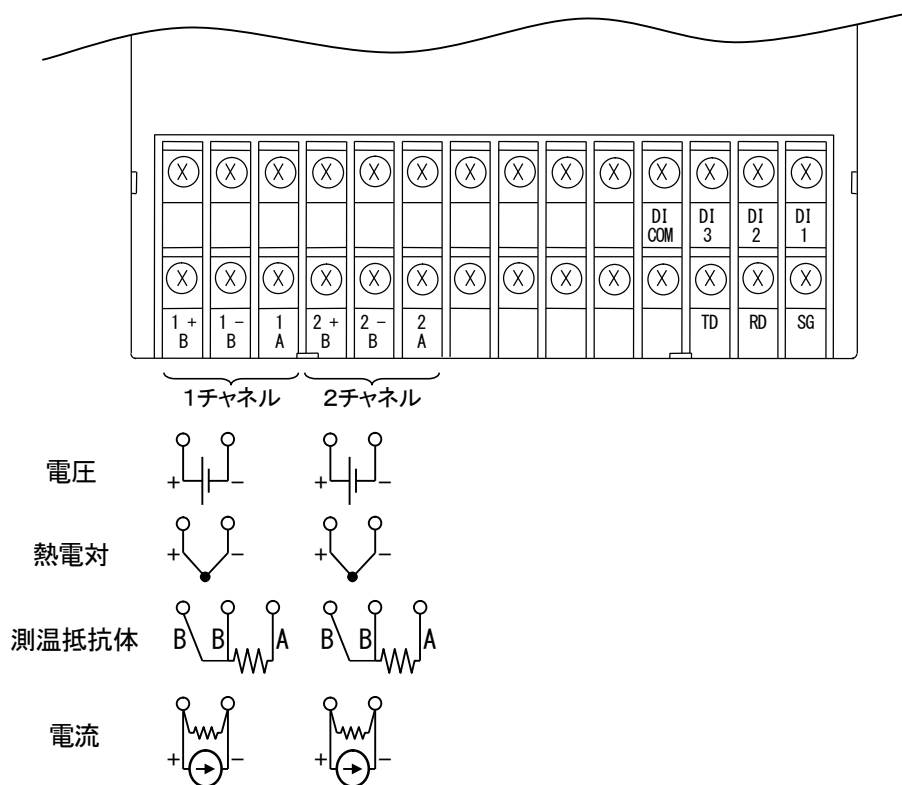 DI COM DI 3 DI 2 DI 1
1 + B 1 - B 1 A 2 + B 2 - B 2 A TD RD SG
1チャネル 2チャネル
電圧 + - + -
熱電対 + - + -
測温抵抗体 B B A B B A
電流 + - + -